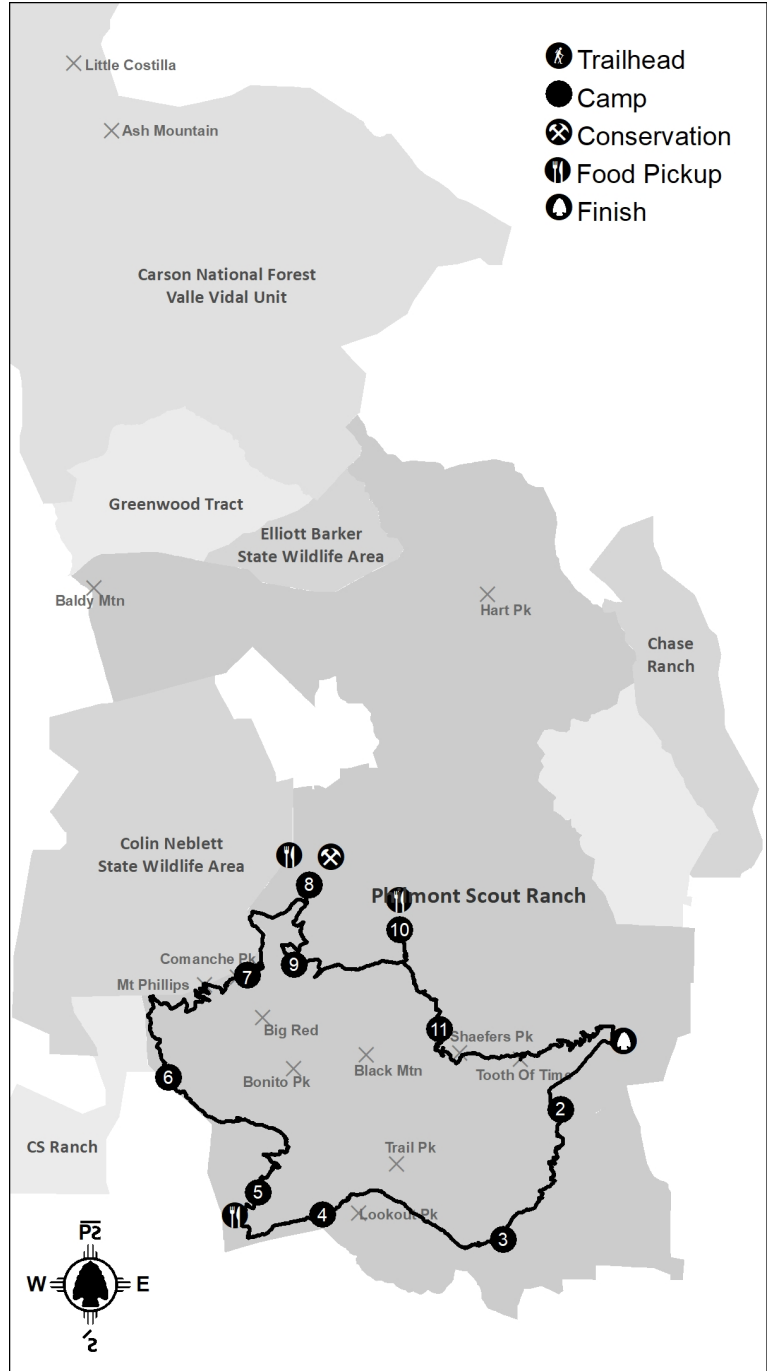 Little Costilla
Ash Mountain
Trailhead
Camp
Conservation
Food Pickup
Finish
Carson National Forest
Valle Vidal Unit
Greenwood Tract
Elliott Barker
State Wildlife Area
Baldy Mtn
Hart Pk
Chase
Ranch
Colin Neblett
State Wildlife Area
8
Scout Ranch
10
Comanche Pk
9
7
Mt Phillips
Big Red
11
Shaefers Pk
Black Mtn
Tooth Of Time
Bonito Pk
6
2
CS Ranch
Trail Pk
5
4
Lookout Pk
3
W
E